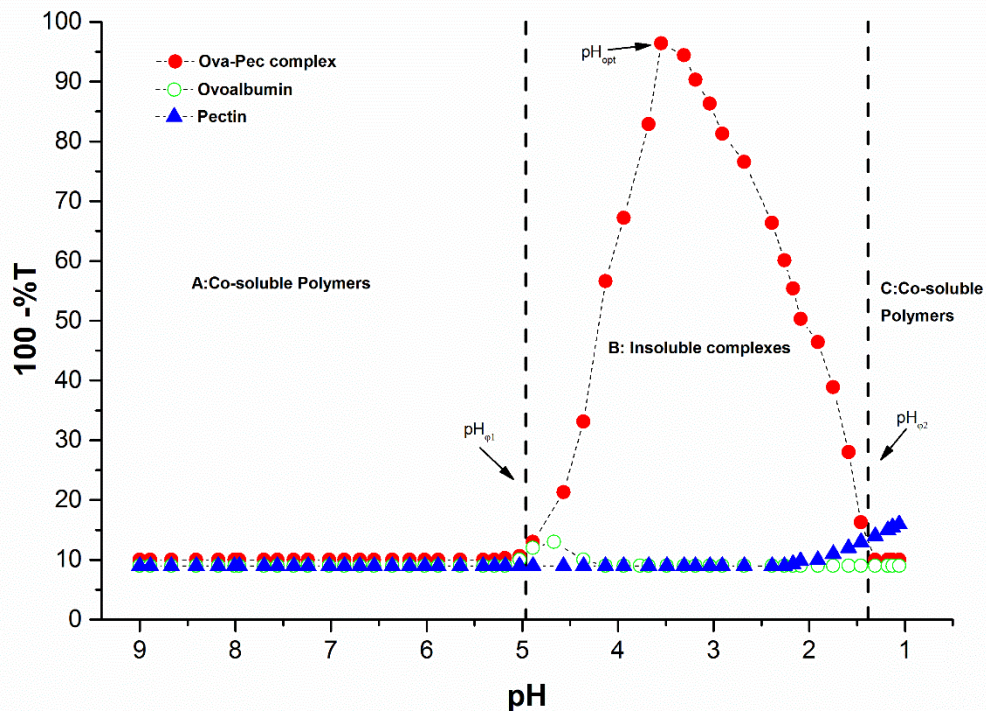 100 -%T
100
90
80
70
60
50
40
30
20
10
0
Ova-Pec complex
Ovoalbumin
Pectin
pHopt
A:Co-soluble Polymers
B: Insoluble complexes
C:Co-soluble
Polymers
pHφ1
pHφ2
9 8 7 6 5 4 3 2 1
pH